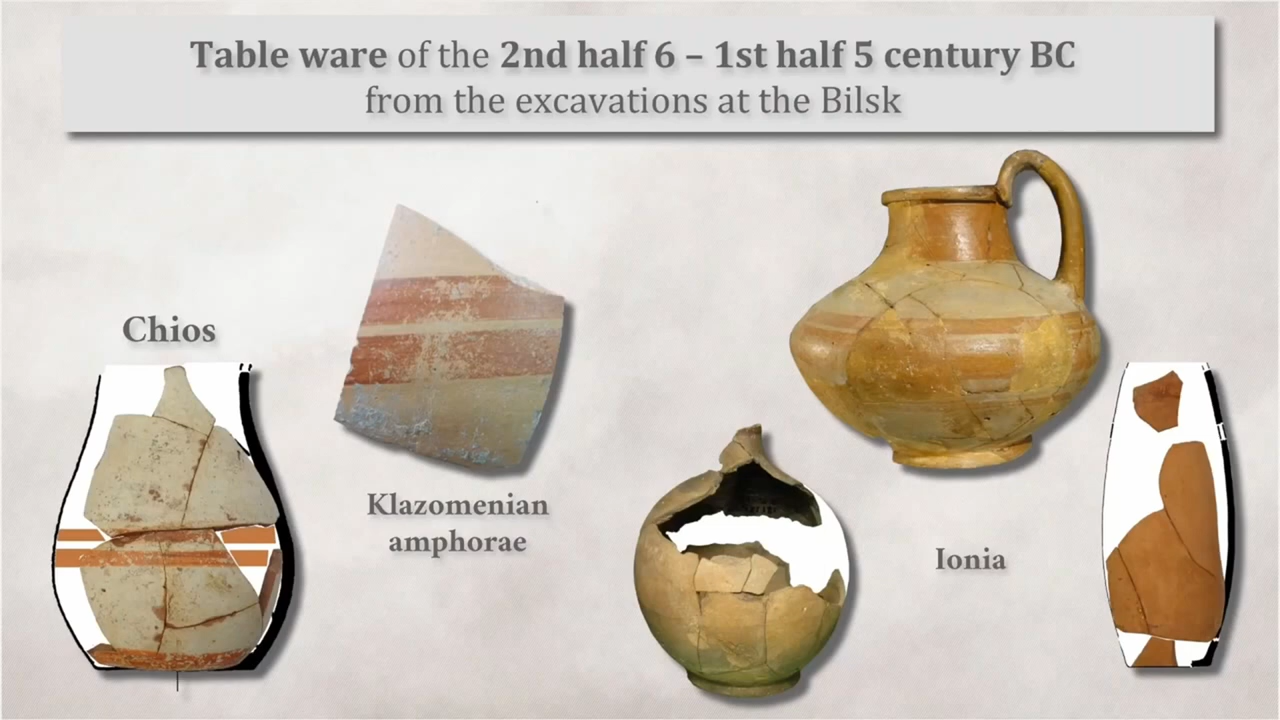 Table ware of the 2nd half 6 – 1st half 5 century BC
from the excavations at the Bilsk
Chios
Klazomenian
amphorae
Ionia